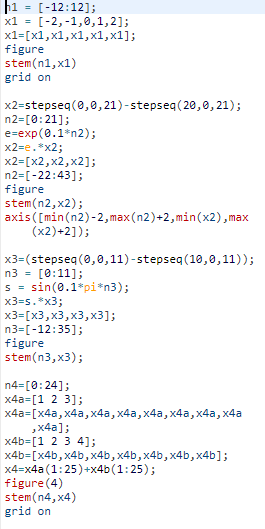 n1 = [-12:12];
x1 = [-2,-1,0,1,2];
x1=[x1,x1,x1,x1,x1];
figure
stem(n1,x1)
grid on
x2=stepseq(0,0,21)-stepseq(20,0,21);
n2=[0:21];
e=exp(0.1*n2);
x2=e.*x2;
x2=[x2,x2,x2];
n2=[-22:43];
figure
stem(n2,x2);
axis([min(n2)-2,max(n2)+2,min(x2),max
(x2)+2]);
x3=(stepseq(0,0,11)-stepseq(10,0,11));
n3 = [0:11];
s = sin(0.1*pi*n3);
x3=s.*x3;
x3=[x3,x3,x3,x3];
n3=[-12:35];
figure
stem(n3,x3);
n4=[0:24];
x4a=[1 2 3];
x4a=[x4a,x4a,x4a,x4a,x4a,x4a,x4a,x4a
,x4a];
x4b=[1 2 3 4];
x4b=[x4b,x4b,x4b,x4b,x4b,x4b,x4b];
x4=x4a(1:25)+x4b(1:25);
figure(4)
stem(n4,x4)
grid on